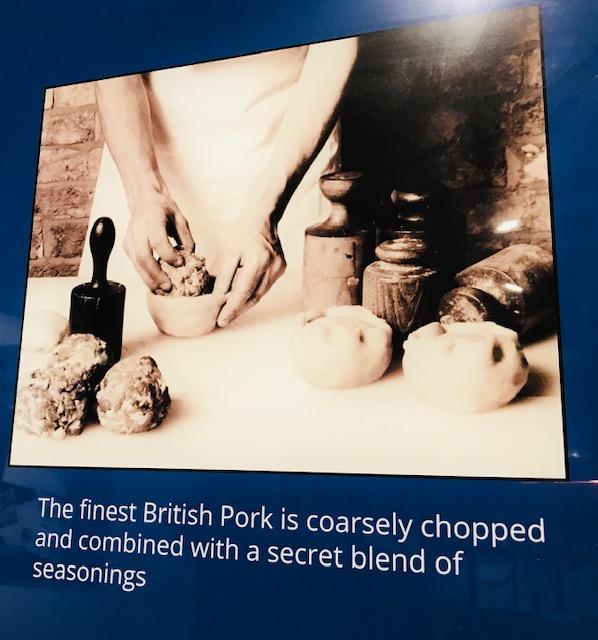 The finest British Pork is coarsely chopped
and combined with a secret blend of
seasonings